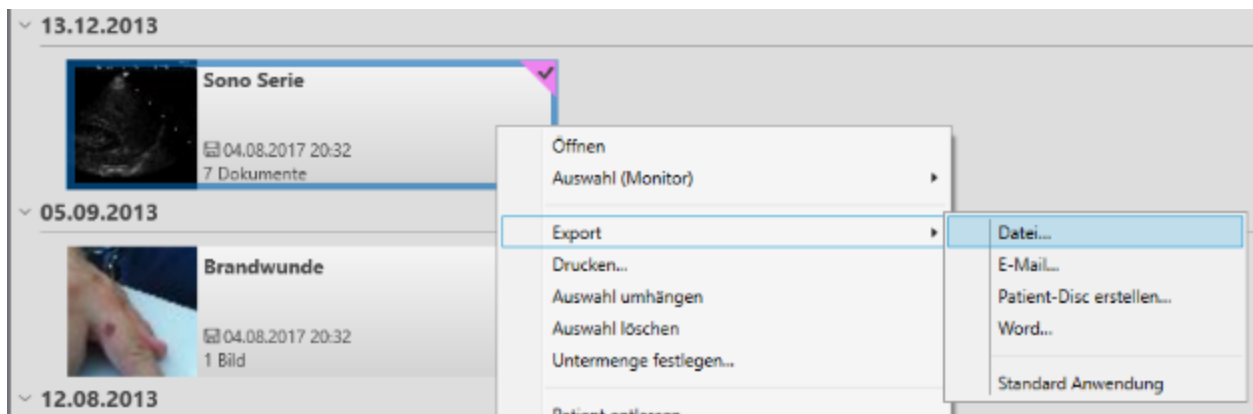 13.12.2013
Sono Serie
04.08.2017 20:32
7 Dokumente
05.09.2013
Brandwunde
04.08.2017 20:32
1 Bild
12.08.2013
Öffnen
Auswahl (Monitor)
Export
Drucken...
Auswahl umhängen
Auswahl löschen
Untermenge festlegen...
Datei...
E-Mail...
Patient-Disc erstellen...
Word...
Standard Anwendung